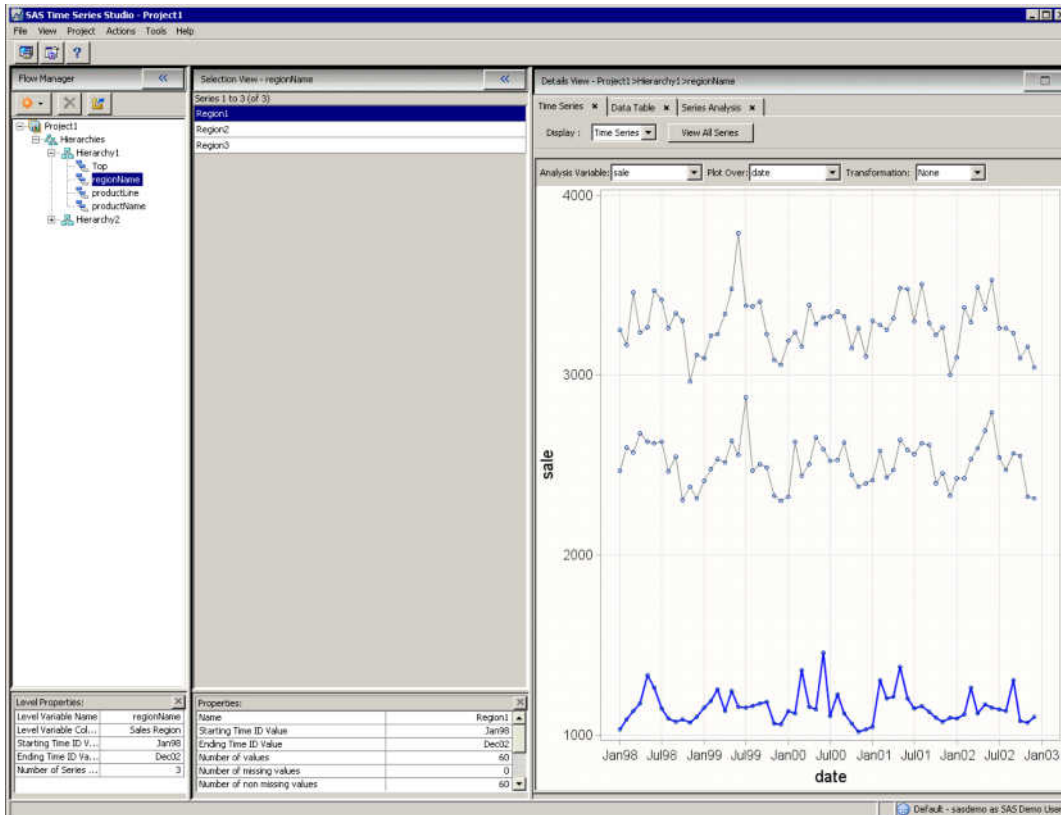 SAS Time Series Studio - Project1
File View Project Actions Tools Help
Flow Manager
Project1
Hierarchies
Hierarchy1
Top
regionName
productLine
productName
Hierarchy2
Level Properties:
Level Variable Name regionName
Level Variable Col... Sales Region
Starting Time ID V... Jan98
Ending Time ID Va... Dec02
Number of Series ... 3
Selection View - regionName
Series 1 to 3 (of 3)
Region1
Region2
Region3
Properties:
Name Region1
Starting Time ID Value Jan98
Ending Time ID Value Dec02
Number of values 60
Number of missing values 0
Number of non missing values 60
Details View - Project1>Hierarchy1>regionName
Time Series Data Table Series Analysis
Display : Time Series View All Series
Analysis Variable: sale Plot Over: date Transformation: None
4000
3000
2000
1000
sale
Jan98 Jul98 Jan99 Jul99 Jan00 Jul00 Jan01 Jul01 Jan02 Jul02 Jan03
date
Default - sasdemo as SAS Demo User